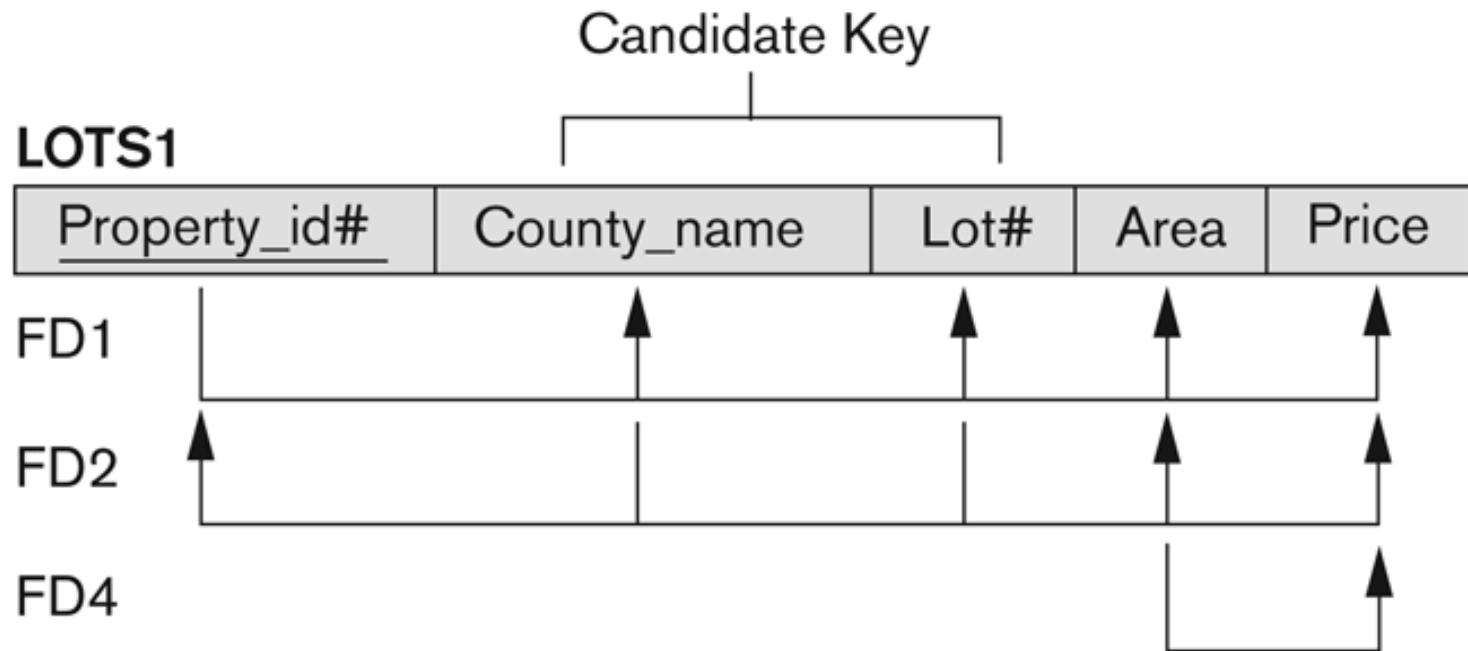 Candidate Key
LOTS1
Property_id# County_name Lot# Area Price
FD1
FD2
FD4